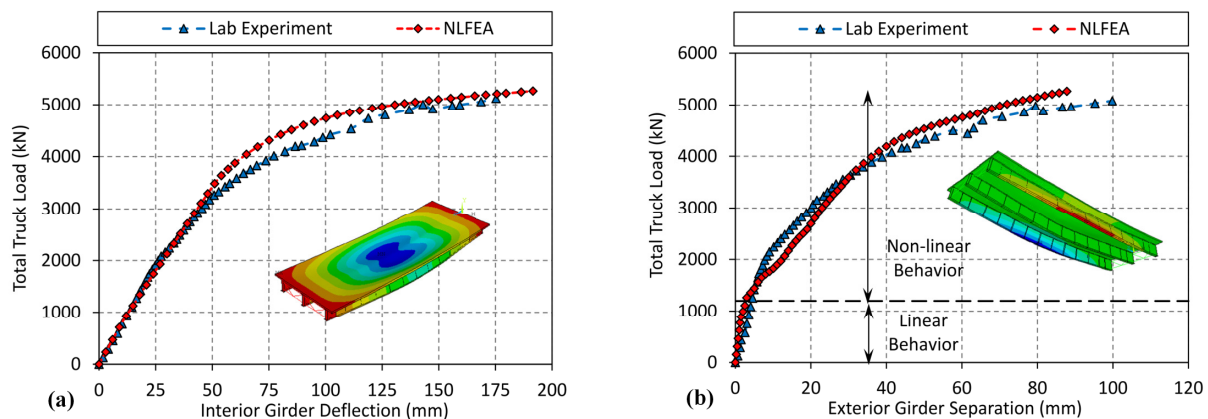 Lab Experiment NLFEA
6000
5000
4000
3000
2000
1000
0
Total Truck Load (kN)
0 25 50 75 100 125 150 175 200
(a) Interior Girder Deflection (mm)
Lab Experiment NLFEA
6000
5000
4000
3000
2000
1000
0
Total Truck Load (kN)
Non-linear
Behavior
Linear
Behavior
0 20 40 60 80 100 120
(b) Exterior Girder Separation (mm)